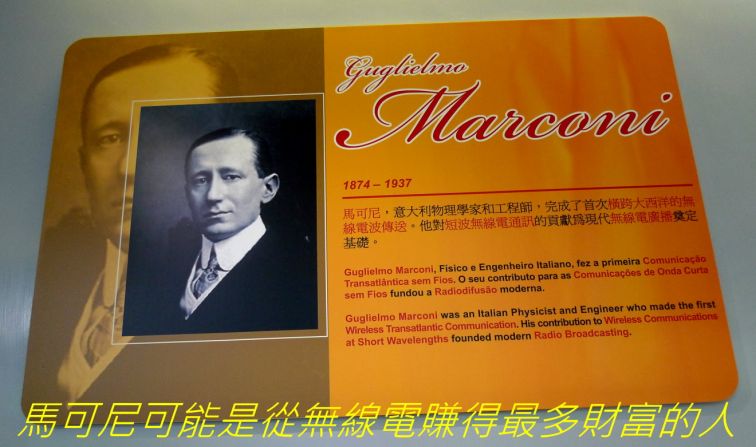 Guglielmo
Marconi
1874 – 1937
馬可尼，意大利物理學家和工程師，完成了首次橫跨大西洋的無
線電波傳送。他對短波無線電通訊的貢獻為現代無線電廣播奠定
基礎。
Guglielmo Marconi, Físico e Engenheiro Italiano, fez a primeira Comunicação
Transatlântica sem Fios. O seu contributo para as Comunicações de Onda Curta
sem Fios fundou a Radiodifusão moderna.
Guglielmo Marconi was an Italian Physicist and Engineer who made the first
Wireless Transatlantic Communication. His contribution to Wireless Communications
at Short Wavelengths founded modern Radio Broadcasting.
馬可尼可能是從無線電賺得最多財富的人